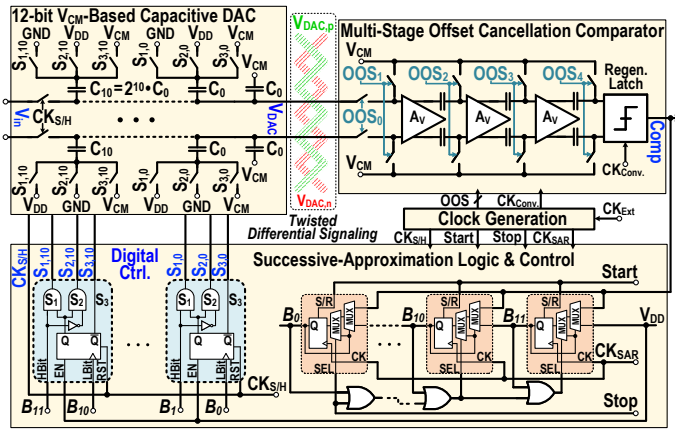 12-bit VCM-Based Capacitive DAC
GND VDD VCM GND VDD VCM
S1,10 S2,10 S3,10 S1,0 S2,0 S3,0
VCM
C10=2^10•C0 C0 C0
Vin CKS/H
• • •
VDAC
C10 C0 C0
VCM
S1,10 S2,10 S3,10 S1,0 S2,0 S3,0
VDD GND VCM VDD GND VCM
VDAC,p
VDAC,n
Twisted
Differential Signaling
Multi-Stage Offset Cancellation Comparator
VCM
OOS1 OOS2 OOS3 OOS4
Regen.
Latch
OOS0
AV AV AV
Comp
VCM
CKConv.
OOS CKConv.
Clock Generation
CKExt
CKS/H Start Stop CKSAR
CKS/H S1,10 S2,10 S3,10
Digital
Ctrl.
S1,0 S2,0 S3,0
S1 S2 S3
Q
HBit EN LBit RST
...
S1 S2 S3
Q
HBit EN LBit RST
CKS/H
B11 B10 B1 B0
Successive-Approximation Logic & Control
Start
S/R S/R S/R
B0 B10 B11 VDD
Q MUX MUX
Q MUX MUX
Q MUX MUX
CK CK CK
CKSAR
SEL SEL SEL
Stop